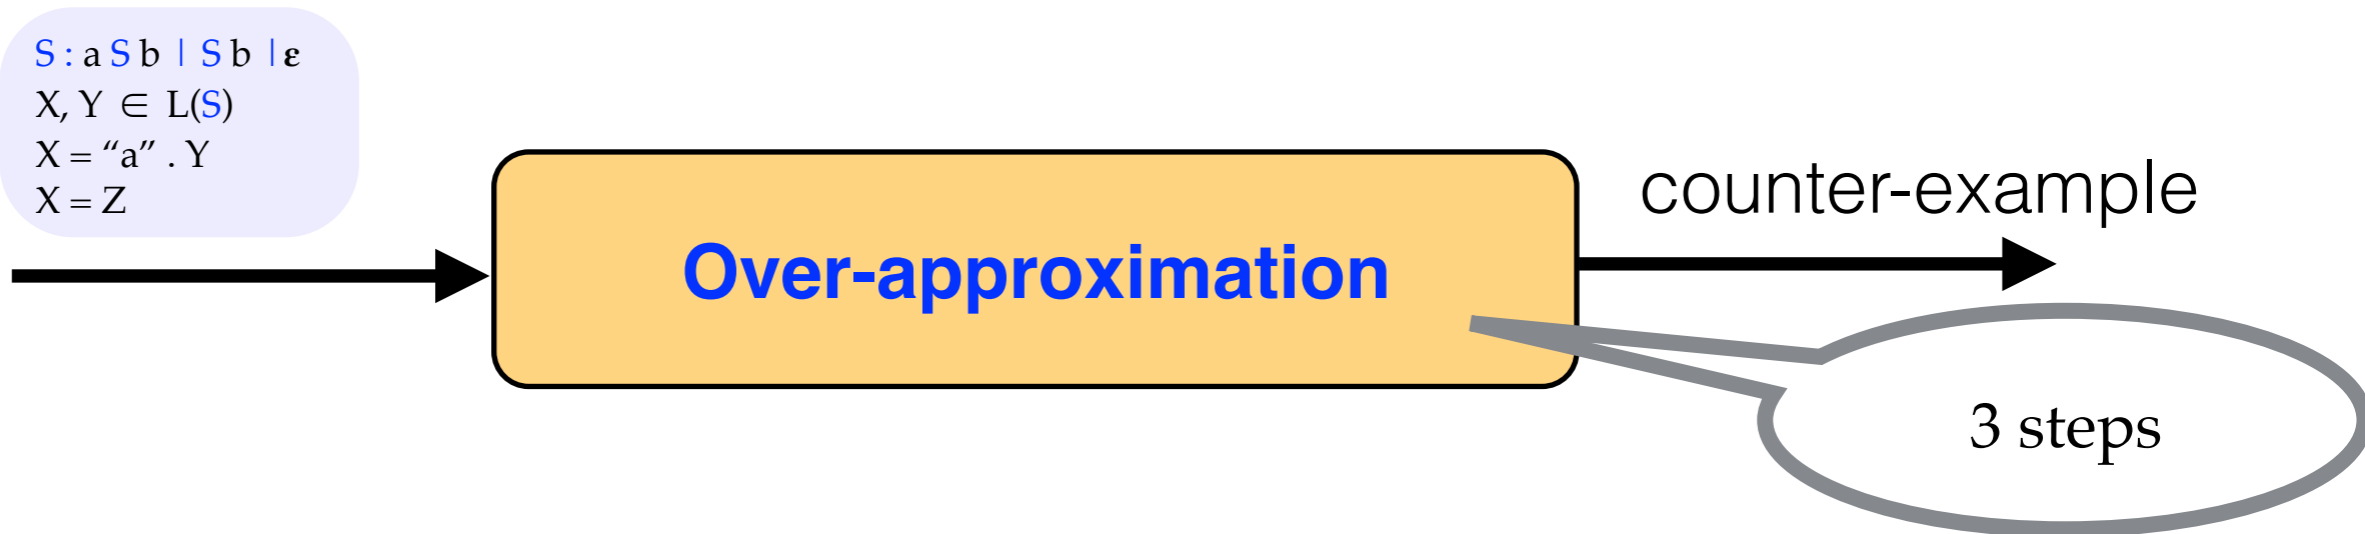 S : a S b | S b | ε
X, Y ∈ L(S)
X = “a” . Y
X = Z
counter-example
Over-approximation
3 steps